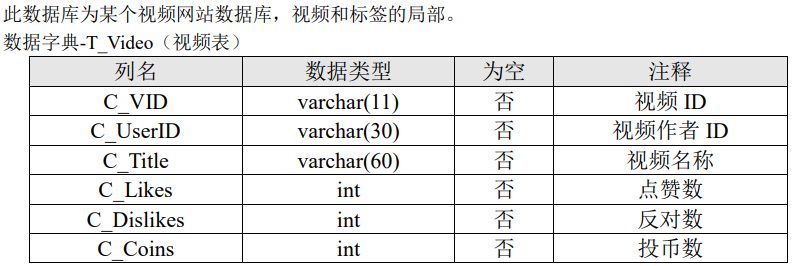 此数据库为某个视频网站数据库，视频和标签的局部。
数据字典-T_Video（视频表）
列名 数据类型 为空 注释
C_VID varchar(11) 否 视频 ID
C_UserID varchar(30) 否 视频作者 ID
C_Title varchar(60) 否 视频名称
C_Likes int 否 点赞数
C_Dislikes int 否 反对数
C_Coins int 否 投币数